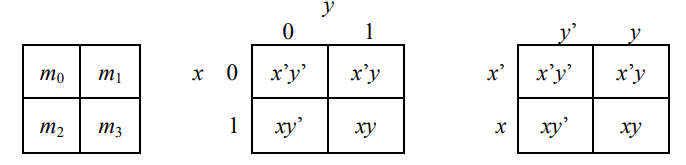 y
0 1 y’ y
m₀ m₁ x 0 x’y’ x’y x’ x’y’ x’y
m₂ m₃ 1 xy’ xy x xy’ xy